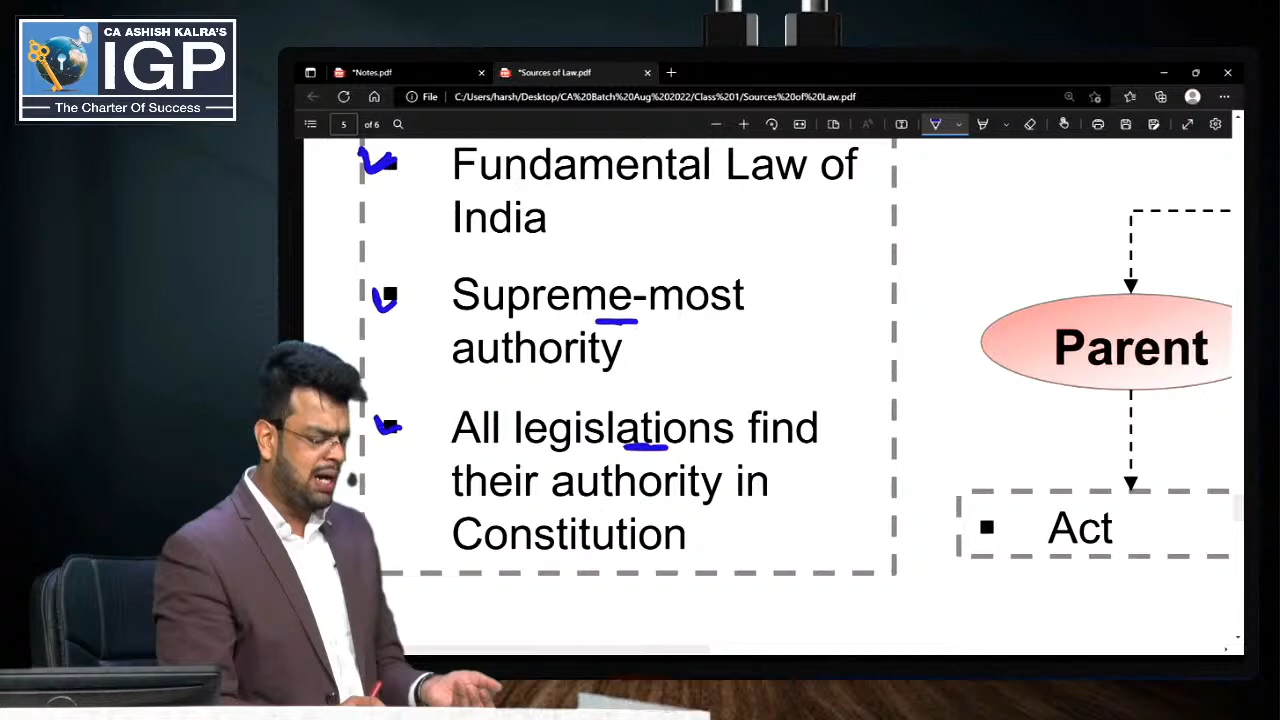 CA ASHISH KALRA'S
IGP
The Charter Of Success
*Notes.pdf
*Sources of Law.pdf
File
C:/Users/harsh/Desktop/CA%20Batch%20Aug%202022/Class%201/Sources%20of%20Law.pdf
5 of 6
Fundamental Law of
India
Supreme-most
authority
All legislations find
their authority in
Constitution
Parent
Act